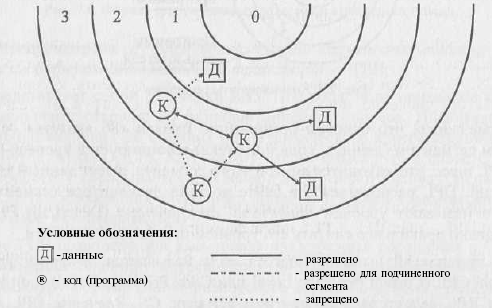 3 2 1 0
Д
К
Д
К
К
Д
Условные обозначения:
Д -данные
– разрешено
- разрешено для подчиненного
сегмента
® - код (программа)
– запрещено